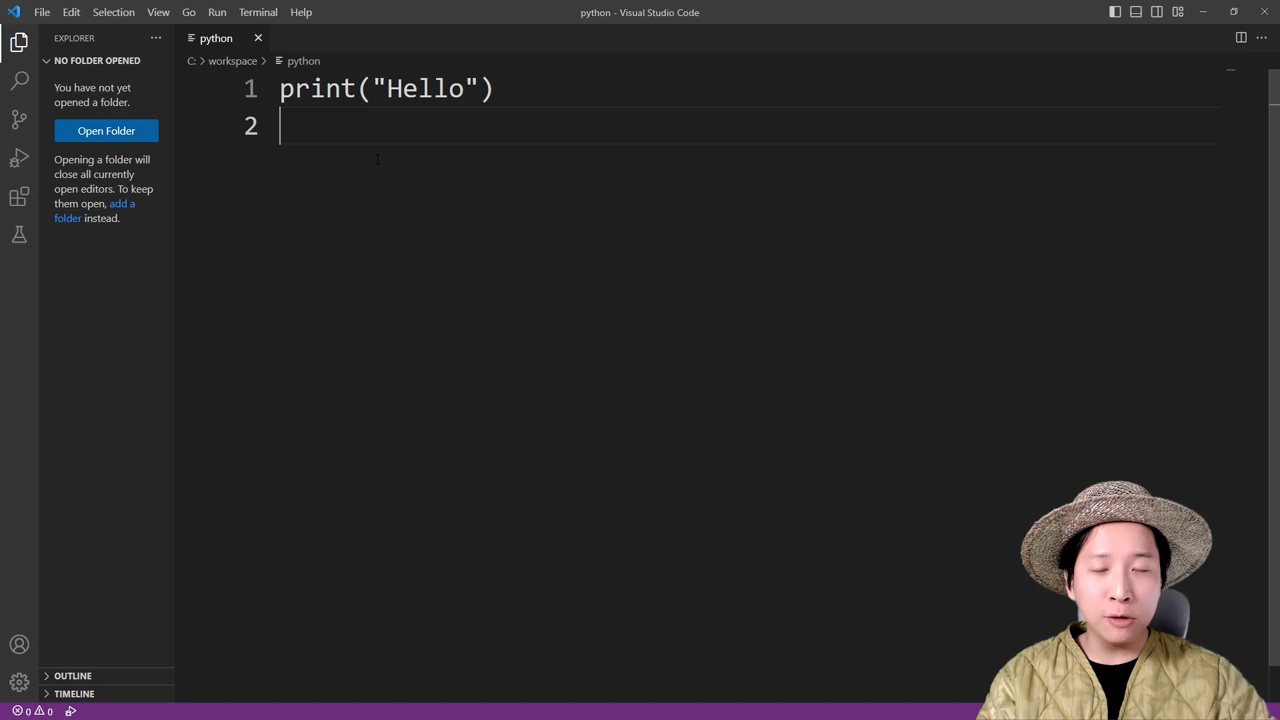 File Edit Selection View Go Run Terminal Help
python - Visual Studio Code
EXPLORER
python
NO FOLDER OPENED
C: > workspace > python
You have not yet
opened a folder.
Open Folder
Opening a folder will
close all currently
open editors. To keep
them open, add a
folder instead.
1 print("Hello")
2
OUTLINE
TIMELINE
0 0